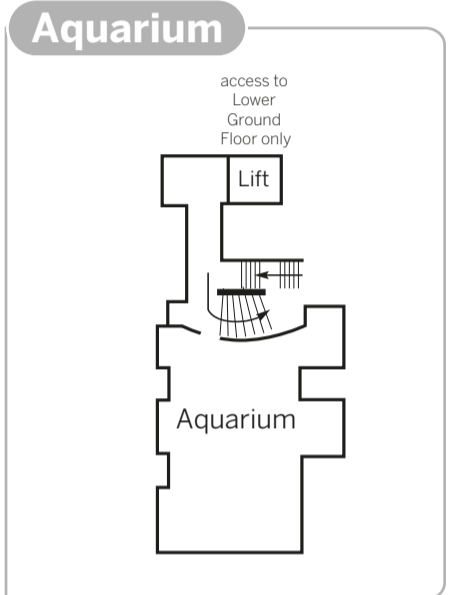 Aquarium
access to
Lower
Ground
Floor only
Lift
Aquarium